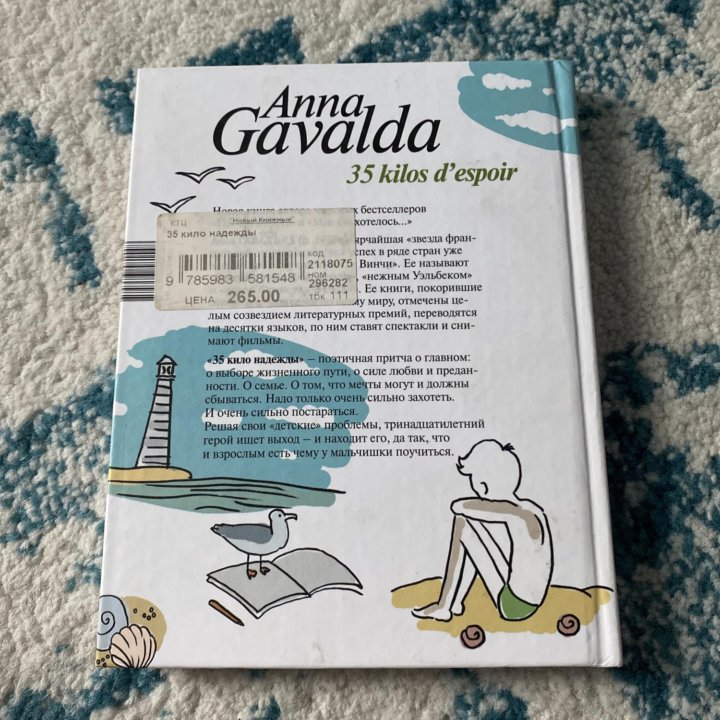 Anna
Gavalda
35 kilos d'espoir
Новая книга бестселлеров
хотелось...»
КТЦ "Новый Книжный"
35 кило надежды
КОД
2118075
НОМ
296282
9 785983 581548
ЦЕНА 265.00 ТОК 111
ярчайшая «звезда фран-
спех в ряде стран уже
Винчи». Ее называют
«нежным Уэльбеком»
. Ее книги, покорившие
му миру, отмечены це-
лым созвездием литературных премий, переводятся
на десятки языков, по ним ставят спектакли и сни-
мают фильмы.
«35 кило надежды» – поэтичная притча о главном:
о выборе жизненного пути, о силе любви и предан-
ности. О семье. О том, что мечты могут и должны
сбываться. Надо только очень сильно захотеть.
И очень сильно постараться.
Решая свои «детские» проблемы, тринадцатилетний
герой ищет выход – и находит его, да так, что
и взрослым есть чему у мальчишки поучиться.